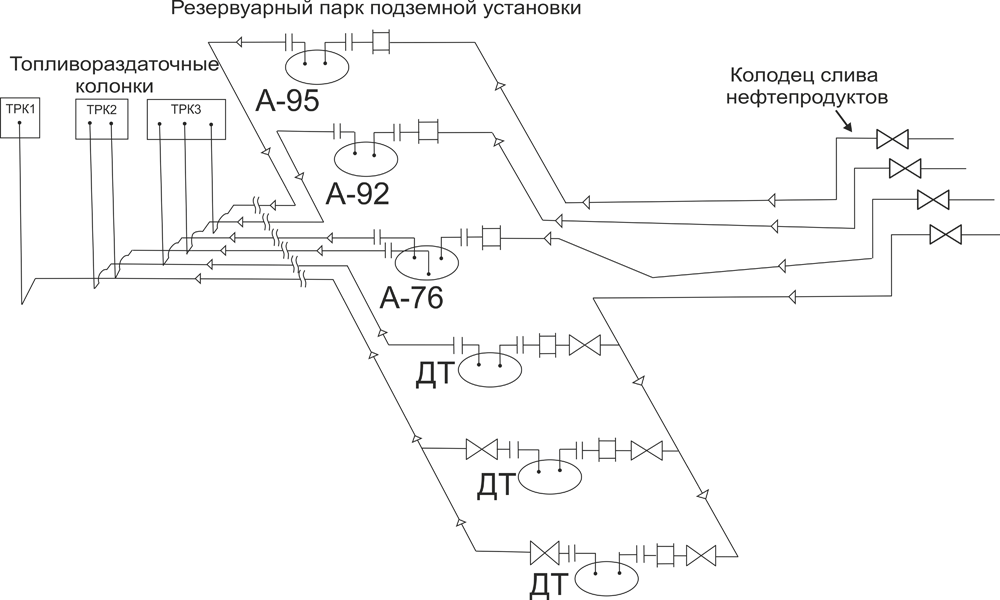 Резервуарный парк подземной установки
Топливораздаточные
колонки
ТРК1
ТРК2
ТРК3
А-95
Колодец слива
нефтепродуктов
А-92
А-76
ДТ
ДТ
ДТ